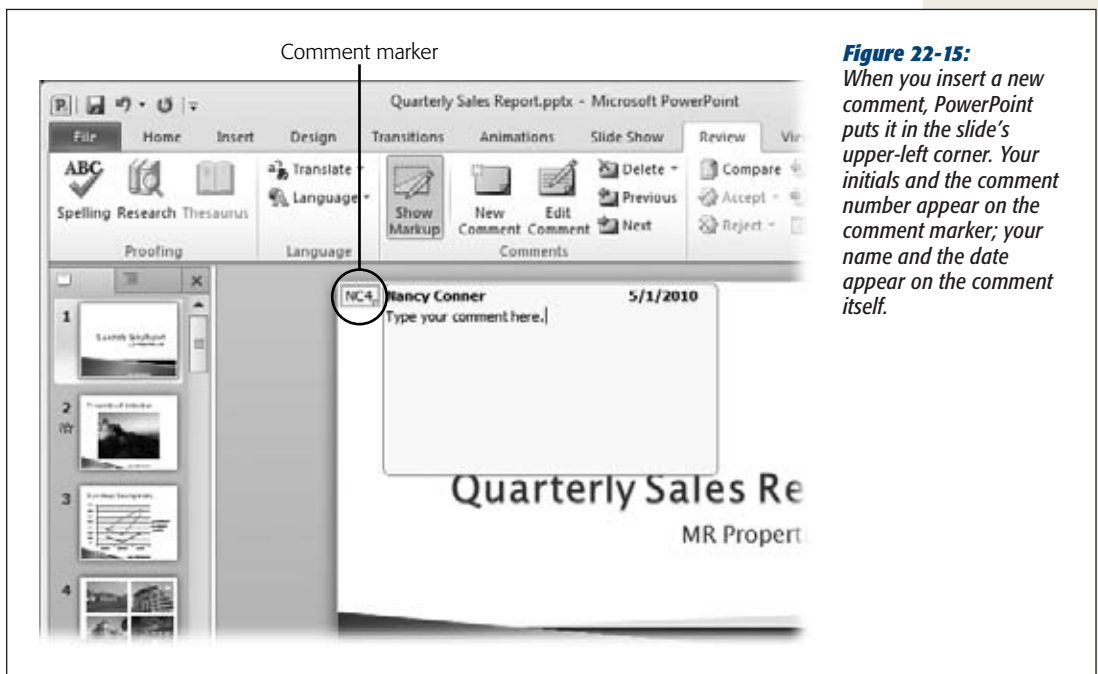 Comment marker
Quarterly Sales Report.pptx - Microsoft PowerPoint
File Home Insert Design Transitions Animations Slide Show Review Vie
ABC Translate Delete Compare
Language Previous Accept
Spelling Research Thesaurus Show Markup New Comment Edit Comment Next Reject
Proofing Language Comments
NC4 Nancy Conner 5/1/2010
Type your comment here.
1
2
3
4
Quarterly Sales Re
MR Propert
Figure 22-15:
When you insert a new
comment, PowerPoint
puts it in the slide's
upper-left corner. Your
initials and the comment
number appear on the
comment marker; your
name and the date
appear on the comment
itself.